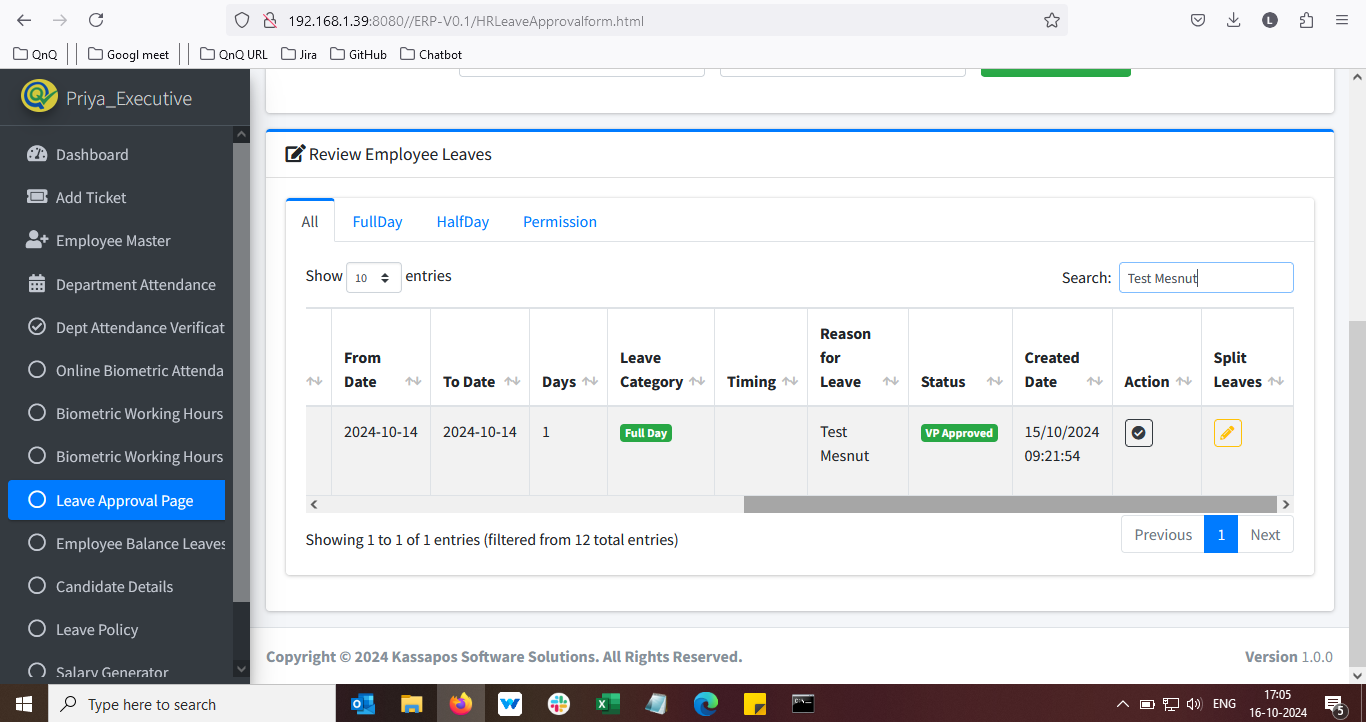 192.168.1.39:8080//ERP-V0.1/HRLeaveApprovalform.html
L
QnQ
Googl meet
QnQ URL
Jira
GitHub
Chatbot
Priya_Executive
Dashboard
Add Ticket
Employee Master
Department Attendance
Dept Attendance Verificat
Online Biometric Attenda
Biometric Working Hours
Biometric Working Hours
Leave Approval Page
Employee Balance Leaves
Candidate Details
Leave Policy
Salary Generator
Review Employee Leaves
All
FullDay
HalfDay
Permission
Show 10 entries
Search: Test Mesnut
From Date
To Date
Days
Leave Category
Timing
Reason for Leave
Status
Created Date
Action
Split Leaves
2024-10-14
2024-10-14
1
Full Day
Test Mesnut
VP Approved
15/10/2024 09:21:54
Showing 1 to 1 of 1 entries (filtered from 12 total entries)
Previous
1
Next
Copyright © 2024 Kassapos Software Solutions. All Rights Reserved.
Version 1.0.0
Type here to search
ENG
17:05
16-10-2024
5